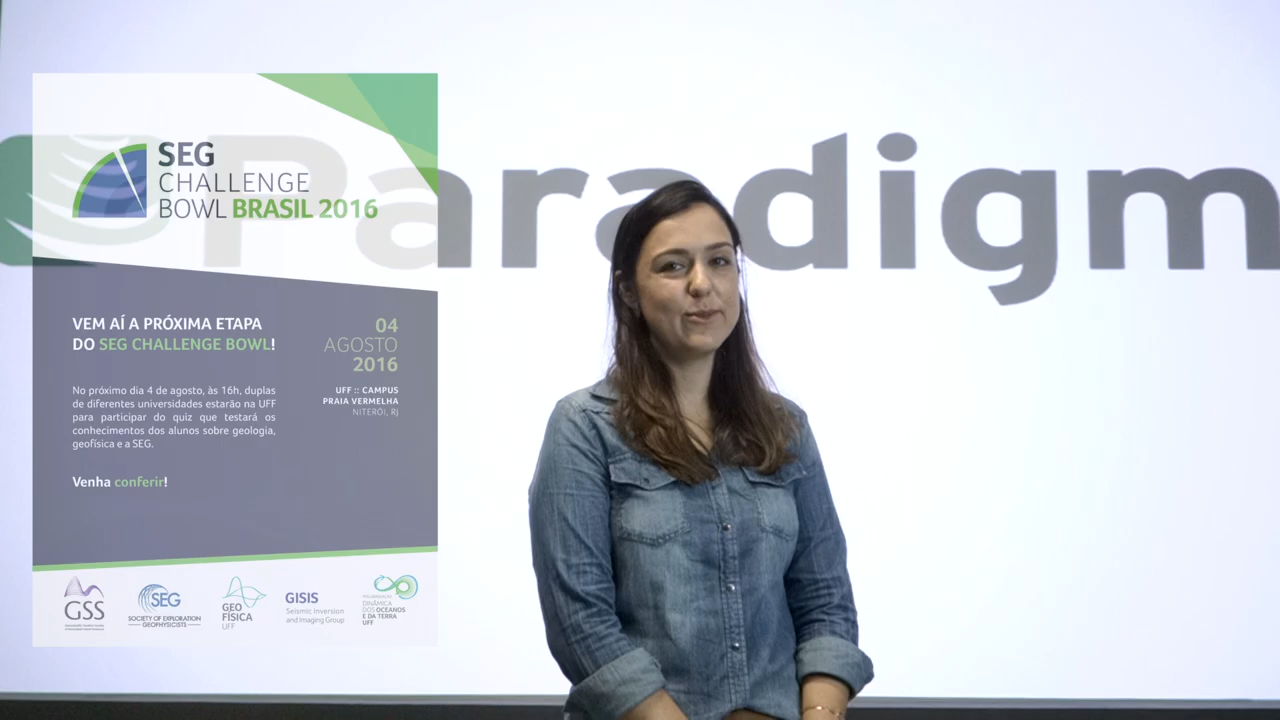 Paradigm
SEG
CHALLENGE
BOWL BRASIL 2016
VEM AÍ A PRÓXIMA ETAPA
DO SEG CHALLENGE BOWL!
04
AGOSTO
2016
No próximo dia 4 de agosto, às 16h, duplas
de diferentes universidades estarão na UFF
para participar do quiz que testará os
conhecimentos dos alunos sobre geologia,
geofísica e a SEG.
UFF :: CAMPUS
PRAIA VERMELHA
NITERÓI, RJ
Venha conferir!
GSS
SEG
SOCIETY OF EXPLORATION
GEOPHYSICISTS
GEO
FÍSICA
UFF
GISIS
Seismic Inversion
and Imaging Group
DINÂMICA
DOS OCEANOS
E DA TERRA
UFF